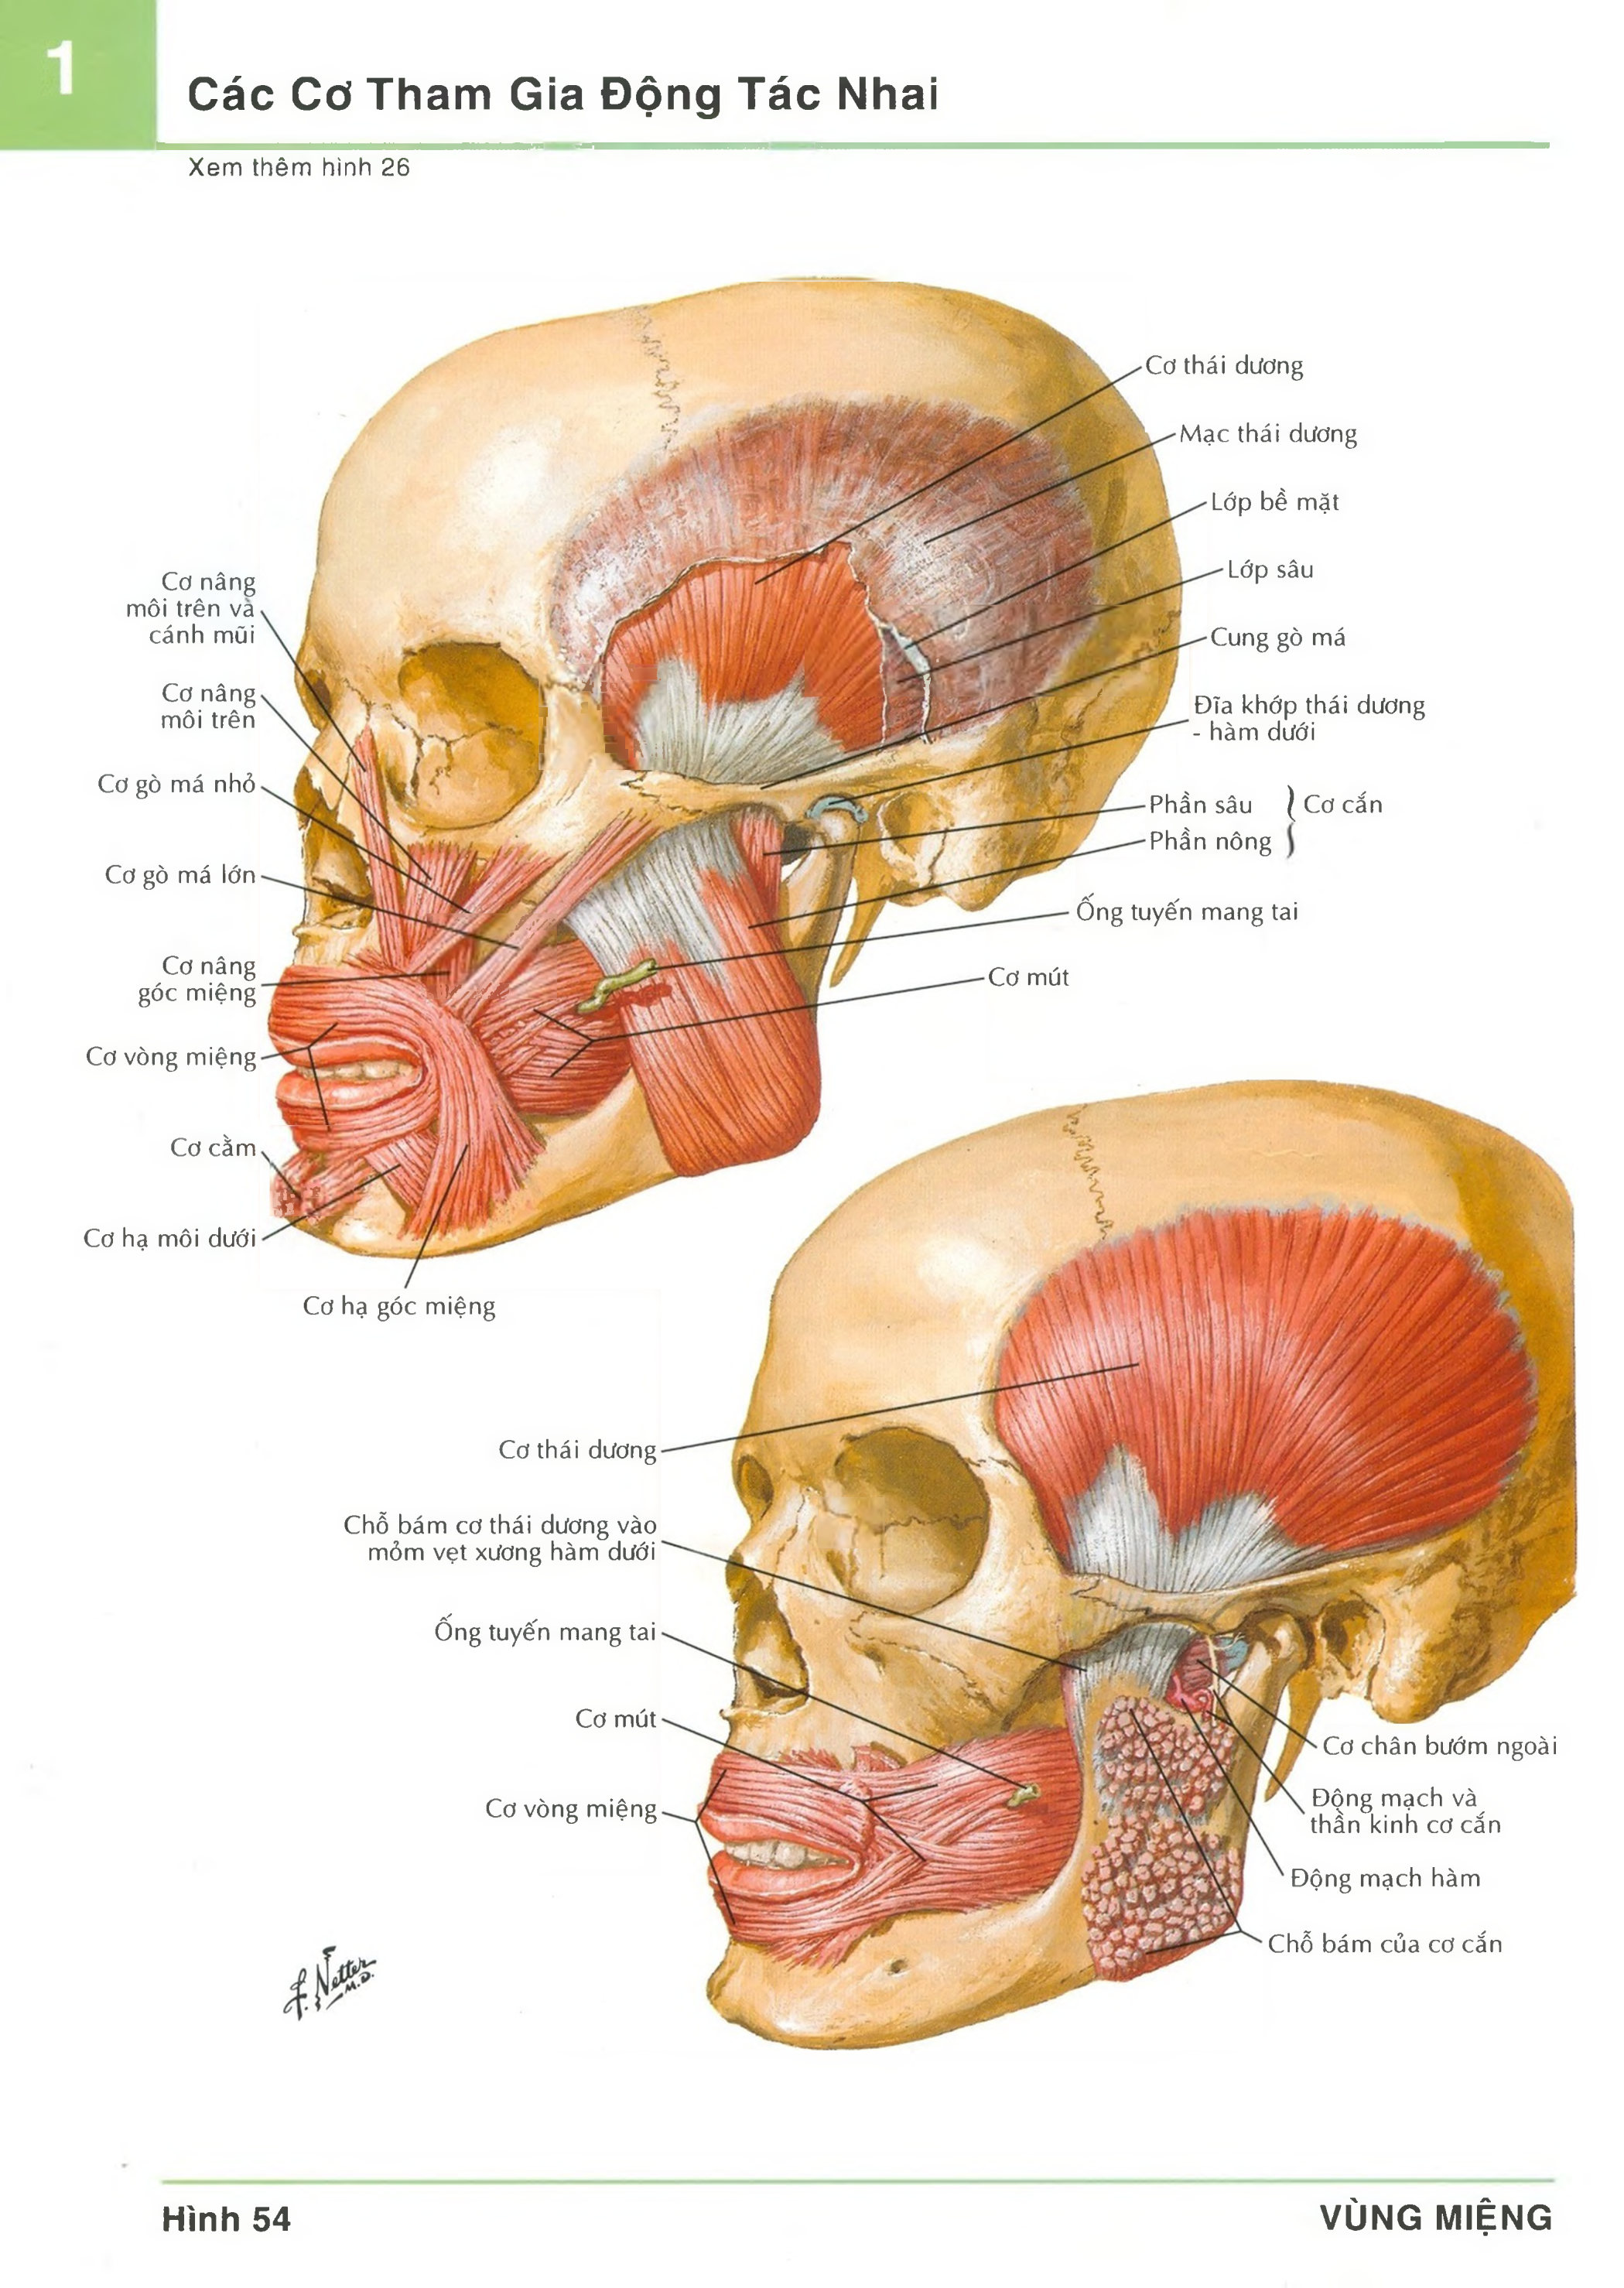 1
Các Cơ Tham Gia Động Tác Nhai
Xem thêm hình 26
Cơ thái dương
Mạc thái dương
Lớp bề mặt
Lớp sâu
Cung gò má
Đĩa khớp thái dương
- hàm dưới
Phần sâu
Phần nông
Cơ cắn
Ống tuyến mang tai
Cơ mút
Cơ nâng
môi trên và
cánh mũi
Cơ nâng
môi trên
Cơ gò má nhỏ
Cơ gò má lớn
Cơ nâng
góc miệng
Cơ vòng miệng
Cơ cằm
Cơ hạ môi dưới
Cơ hạ góc miệng
Cơ thái dương
Chỗ bám cơ thái dương vào
mỏm vẹt xương hàm dưới
Ống tuyến mang tai
Cơ mút
Cơ vòng miệng
Cơ chân bướm ngoài
Động mạch và
thần kinh cơ cắn
Động mạch hàm
Chỗ bám của cơ cắn
F. Netter
M.D.
Hình 54
VÙNG MIỆNG